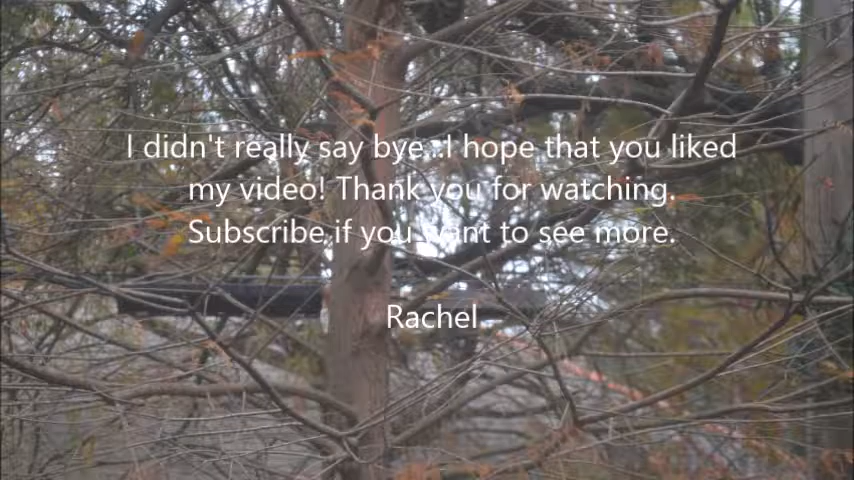 I didn't really say bye...I hope that you liked
my video! Thank you for watching.
Subscribe if you want to see more.
Rachel